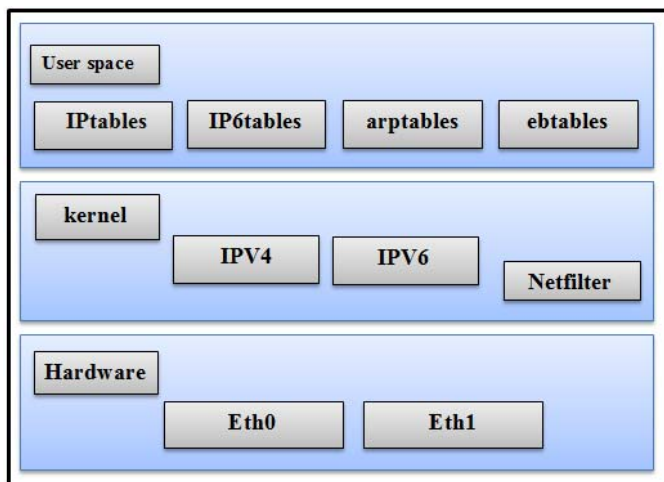 User space
IPtables IP6tables arptables ebtables
kernel
IPV4 IPV6
Netfilter
Hardware
Eth0 Eth1